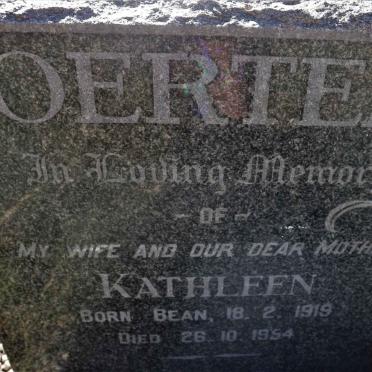 OERTEL
In Loving Memor
- OF -
MY WIFE AND OUR DEAR MOTH
KATHLEEN
BORN BEAN, 18. 2. 1919
DIED 26. 10. 1954